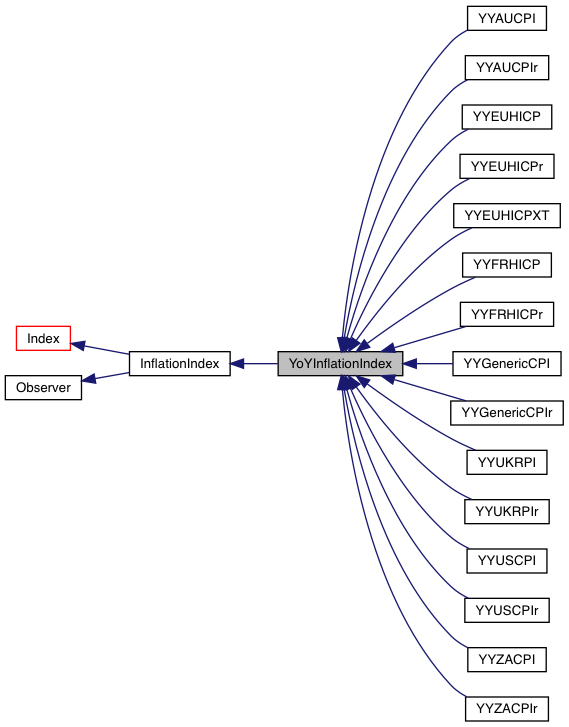 YYAUCPI
YYAUCPIr
YYEUHICP
YYEUHICPr
YYEUHICPXT
YYFRHICP
YYFRHICPr
Index
InflationIndex
YoYInflationIndex
YYGenericCPI
Observer
YYGenericCPIr
YYUKRPI
YYUKRPIr
YYUSCPI
YYUSCPIr
YYZACPI
YYZACPIr